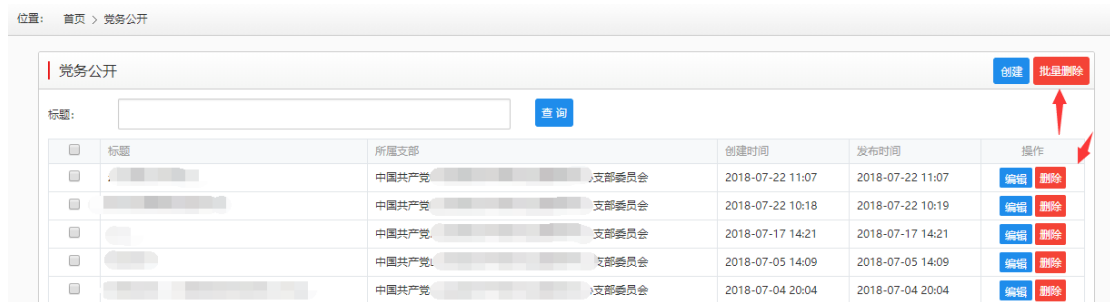 位置： 首页 > 党务公开
党务公开 创建 批量删除
标题： 查询
标题 所属支部 创建时间 发布时间 操作
中国共产党 支部委员会 2018-07-22 11:07 2018-07-22 11:07 编辑 删除
中国共产党 支部委员会 2018-07-22 10:18 2018-07-22 10:19 编辑 删除
中国共产党 支部委员会 2018-07-17 14:21 2018-07-17 14:21 编辑 删除
中国共产党 支部委员会 2018-07-05 14:09 2018-07-05 14:09 编辑 删除
中国共产党 支部委员会 2018-07-04 20:04 2018-07-04 20:04 编辑 删除